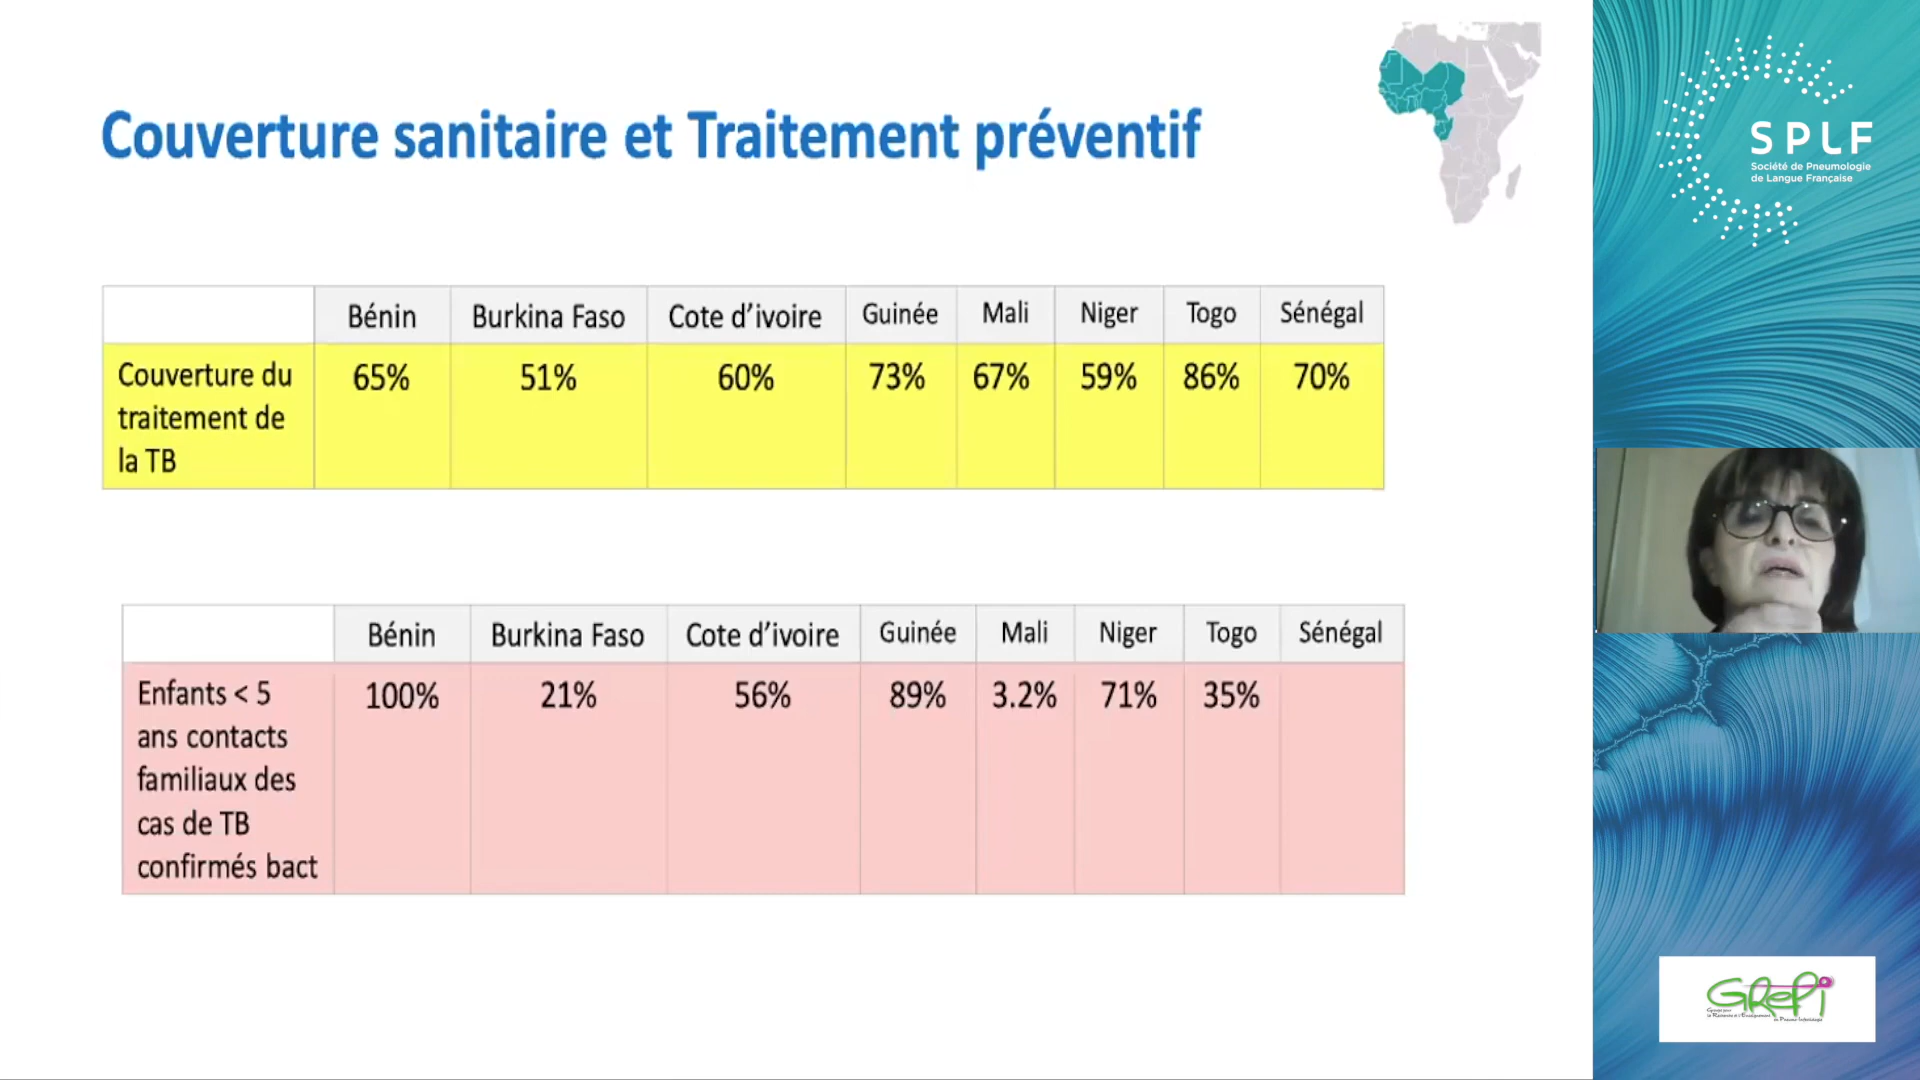 Couverture sanitaire et Traitement préventif
Bénin Burkina Faso Cote d'ivoire Guinée Mali Niger Togo Sénégal
Couverture du 65% 51% 60% 73% 67% 59% 86% 70%
traitement de
la TB
Bénin Burkina Faso Cote d'ivoire Guinée Mali Niger Togo Sénégal
Enfants < 5 100% 21% 56% 89% 3.2% 71% 35%
ans contacts
familiaux des
cas de TB
confirmés bact
SPLF
Société de Pneumologie
de Langue Française
GREPI